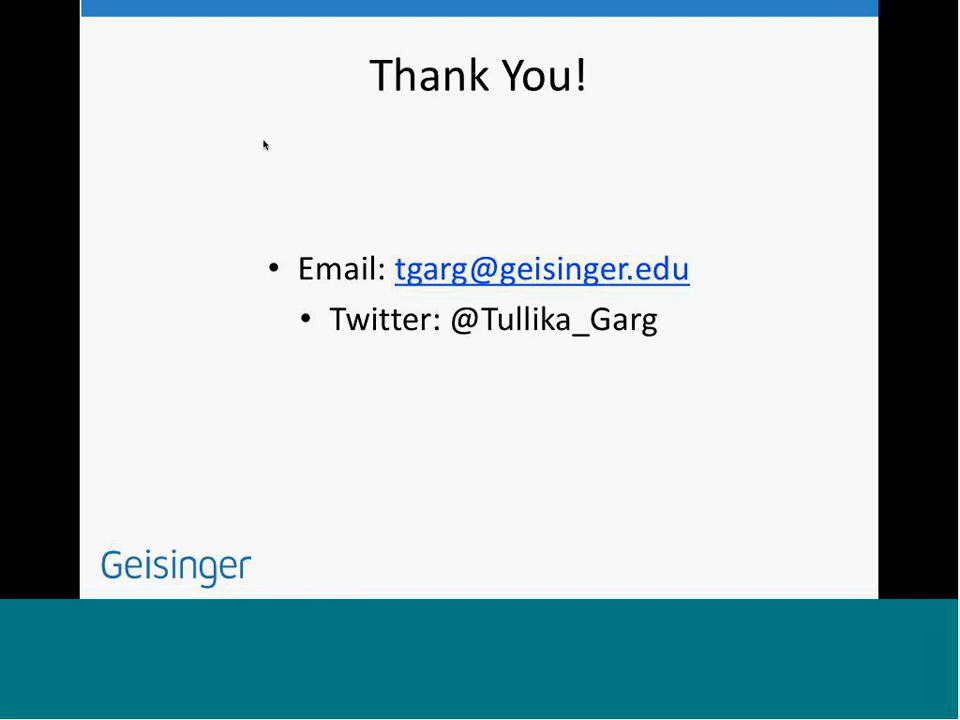 Thank You!
• Email: tgarg@geisinger.edu
• Twitter: @Tullika_Garg
Geisinger